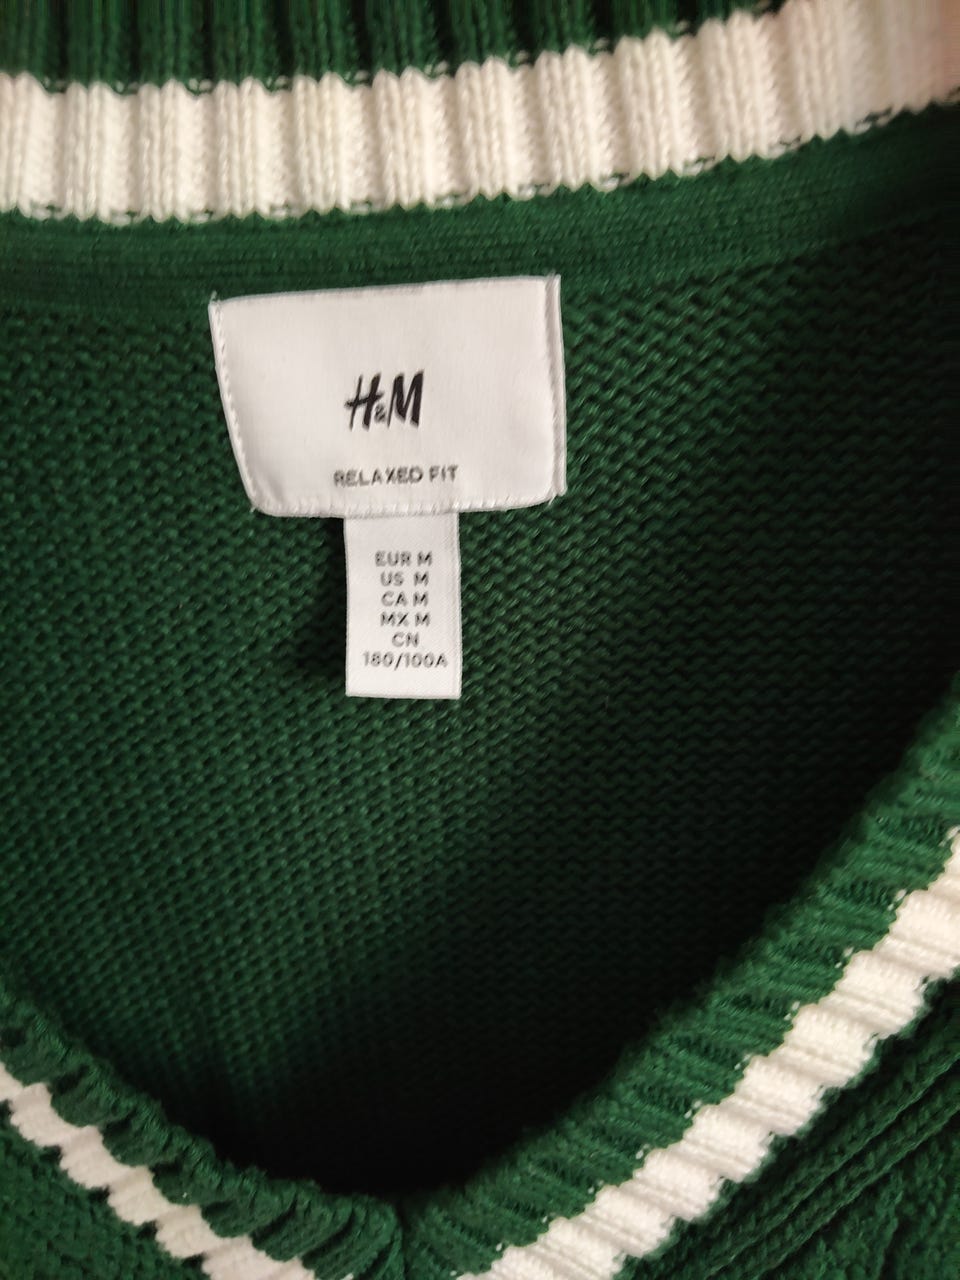 H&M
RELAXED FIT
EUR M
US M
CA M
MX M
CN
180/100A